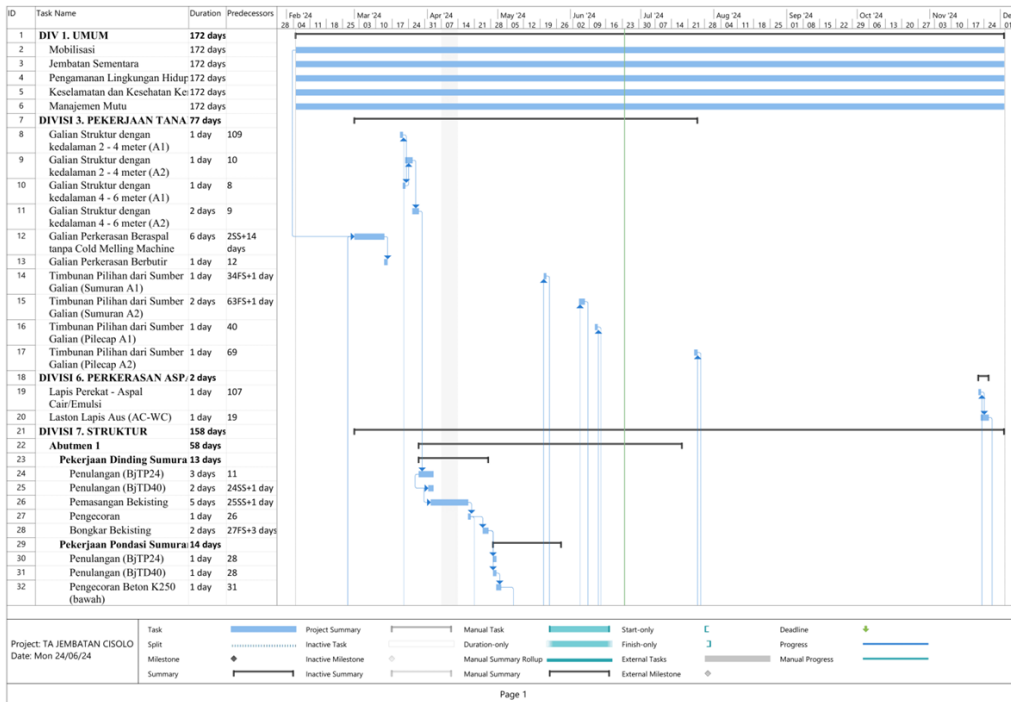 ID Task Name Duration Predecessors
Feb '24 Mar '24 Apr '24 May '24 Jun '24 Jul '24 Aug '24 Sep '24 Oct '24 Nov '24 De
28 04 11 18 25 03 10 17 24 31 07 14 21 28 05 12 19 26 02 09 16 23 30 07 14 21 28 04 11 18 25 01 08 15 22 29 06 13 20 27 03 10 17 24 01
1 DIV 1. UMUM 172 days
2 Mobilisasi 172 days
3 Jembatan Sementara 172 days
4 Pengamanan Lingkungan Hidup 172 days
5 Keselamatan dan Kesehatan Ke 172 days
6 Manajemen Mutu 172 days
7 DIVISI 3. PEKERJAAN TANA 77 days
8 Galian Struktur dengan 1 day 109
kedalaman 2 - 4 meter (A1)
9 Galian Struktur dengan 1 day 10
kedalaman 2 - 4 meter (A2)
10 Galian Struktur dengan 1 day 8
kedalaman 4 - 6 meter (A1)
11 Galian Struktur dengan 2 days 9
kedalaman 4 - 6 meter (A2)
12 Galian Perkerasan Beraspal 6 days 2SS+14
tanpa Cold Melling Machine days
13 Galian Perkerasan Berbutir 1 day 12
14 Timbunan Pilihan dari Sumber 1 day 34FS+1 day
Galian (Sumuran A1)
15 Timbunan Pilihan dari Sumber 2 days 63FS+1 day
Galian (Sumuran A2)
16 Timbunan Pilihan dari Sumber 1 day 40
Galian (Pilecap A1)
17 Timbunan Pilihan dari Sumber 1 day 69
Galian (Pilecap A2)
18 DIVISI 6. PERKERASAN ASPA 2 days
19 Lapis Perekat - Aspal 1 day 107
Cair/Emulsi
20 Laston Lapis Aus (AC-WC) 1 day 19
21 DIVISI 7. STRUKTUR 158 days
22 Abutmen 1 58 days
23 Pekerjaan Dinding Sumura 13 days
24 Penulangan (BjTP24) 3 days 11
25 Penulangan (BjTD40) 2 days 24SS+1 day
26 Pemasangan Bekisting 5 days 25SS+1 day
27 Pengecoran 1 day 26
28 Bongkar Bekisting 2 days 27FS+3 days
29 Pekerjaan Pondasi Sumura 14 days
30 Penulangan (BjTP24) 1 day 28
31 Penulangan (BjTD40) 1 day 28
32 Pengecoran Beton K250 1 day 31
(bawah)
Project: TA JEMBATAN CISOLO
Date: Mon 24/06/24
Task Project Summary Manual Task Start-only Deadline
Split Inactive Task Duration-only Finish-only Progress
Milestone Inactive Milestone Manual Summary Rollup External Tasks Manual Progress
Summary Inactive Summary Manual Summary External Milestone
Page 1